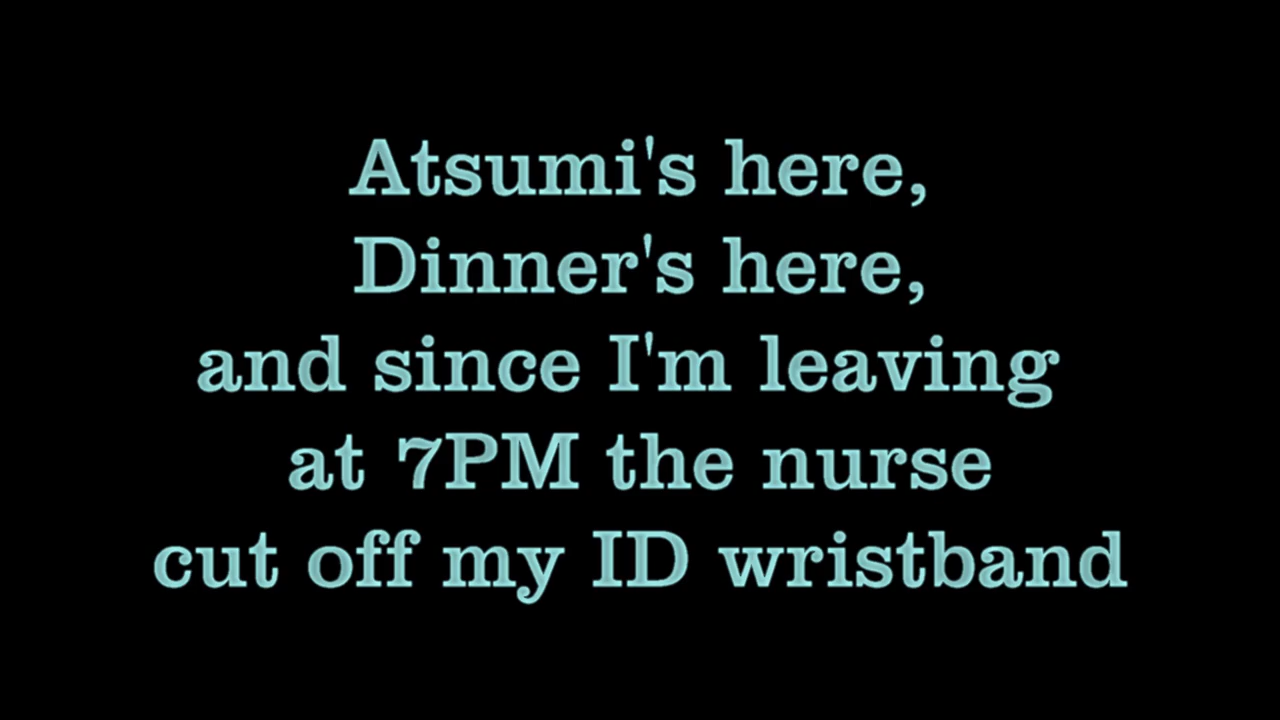 Atsumi's here,
Dinner's here,
and since I'm leaving
at 7PM the nurse
cut off my ID wristband